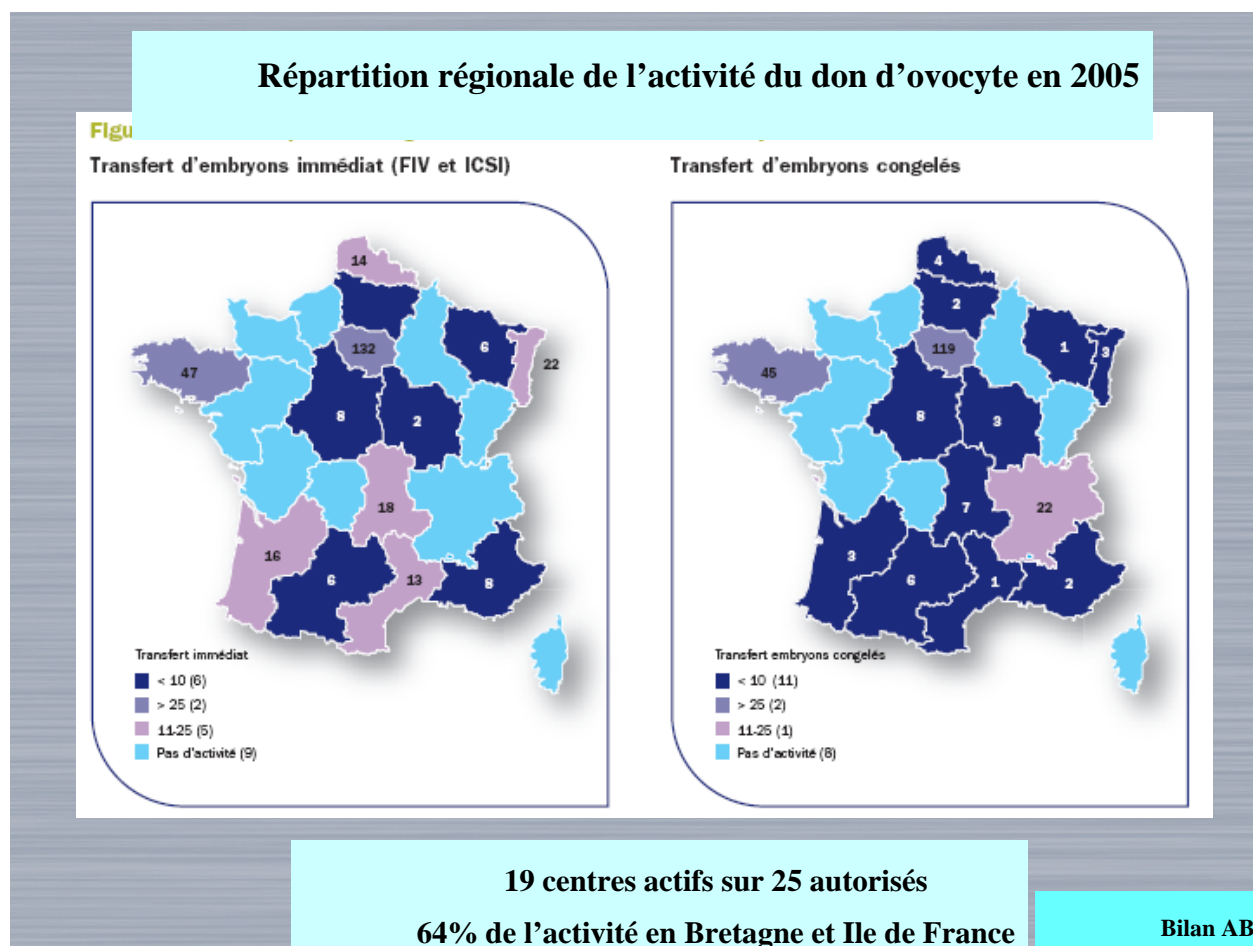 Répartition régionale de l'activité du don d'ovocyte en 2005
Figu
Transfert d'embryons immédiat (FIV et ICSI)
14
132
6
22
47
8
2
18
16
6
13
8
Transfert immédiat
< 10 (6)
> 25 (2)
11-25 (5)
Pas d'activité (9)
Transfert d'embryons congelés
4
2
119
1
3
45
8
3
7
22
3
6
1
2
Transfert embryons congelés
< 10 (11)
> 25 (2)
11-25 (1)
Pas d'activité (8)
19 centres actifs sur 25 autorisés
64% de l'activité en Bretagne et Ile de France
Bilan AB